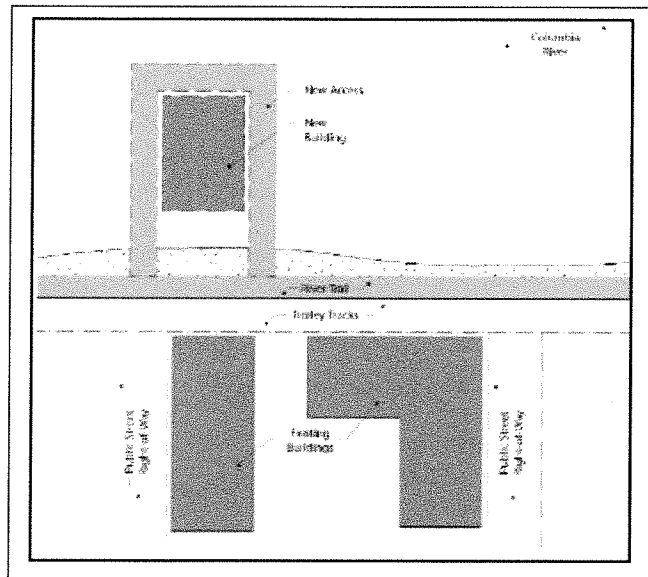 Columbia
River
New Access
New
Building
River Trail
Trolley Tracks
Public Street
Right-of-Way
Existing
Buildings
Public Street
Right-of-Way